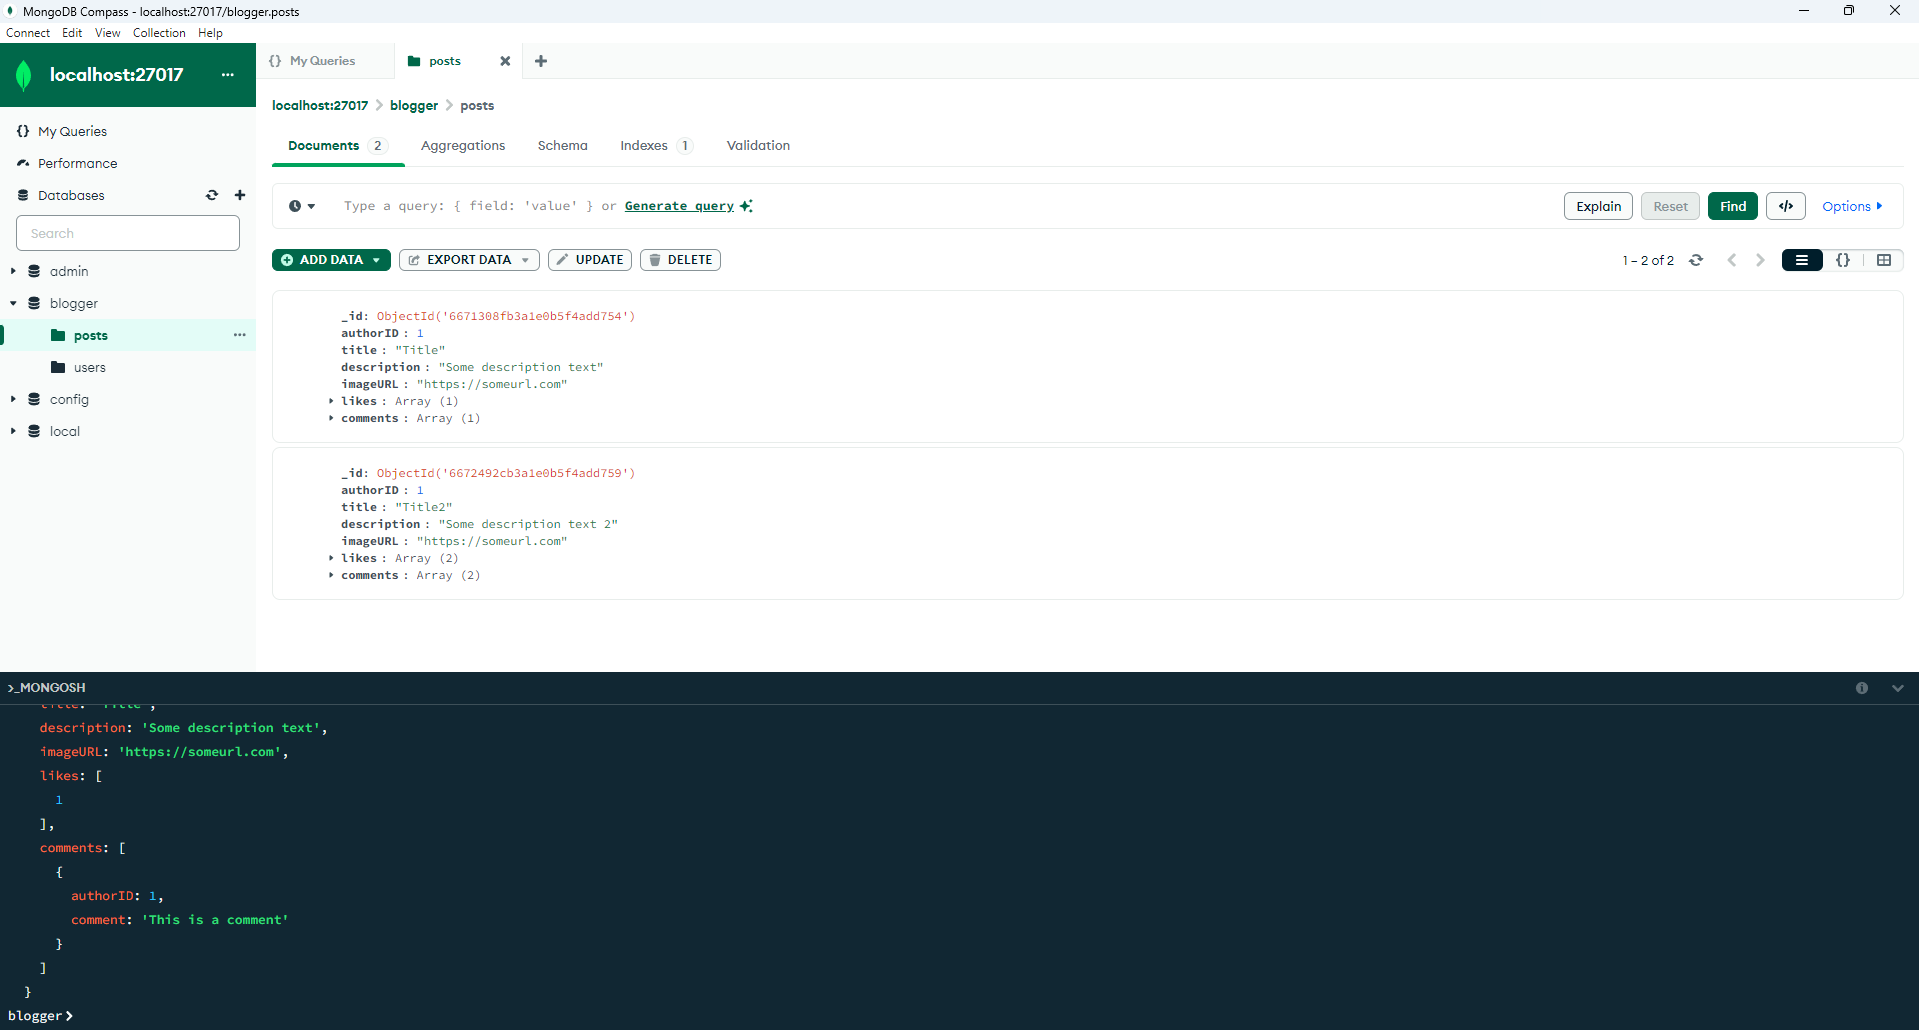 MongoDB Compass - localhost:27017/blogger.posts
Connect Edit View Collection Help
localhost:27017 ...
{} My Queries
posts
localhost:27017 > blogger > posts
Documents 2
Aggregations
Schema
Indexes 1
Validation
{} My Queries
Performance
Databases
Search
admin
blogger
posts ...
users
config
local
Type a query: { field: 'value' } or Generate query
Explain
Reset
Find
</>
Options
ADD DATA
EXPORT DATA
UPDATE
DELETE
1 – 2 of 2
{}
_id: ObjectId('6671308fb3a1e0b5f4add754')
authorID : 1
title : "Title"
description : "Some description text"
imageURL : "https://someurl.com"
likes : Array (1)
comments : Array (1)
_id: ObjectId('6672492cb3a1e0b5f4add759')
authorID : 1
title : "Title2"
description : "Some description text 2"
imageURL : "https://someurl.com"
likes : Array (2)
comments : Array (2)
>_MONGOSH
title: 'Title',
description: 'Some description text',
imageURL: 'https://someurl.com',
likes: [
1
],
comments: [
{
authorID: 1,
comment: 'This is a comment'
}
]
}
blogger>